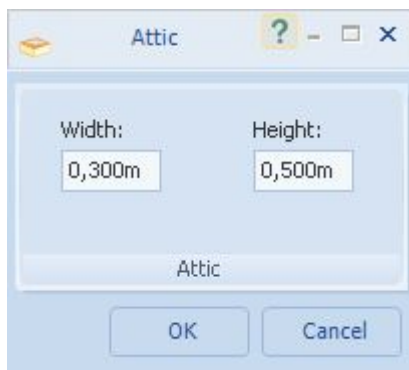 Attic
?
Width: Height:
0,300m 0,500m
Attic
OK Cancel